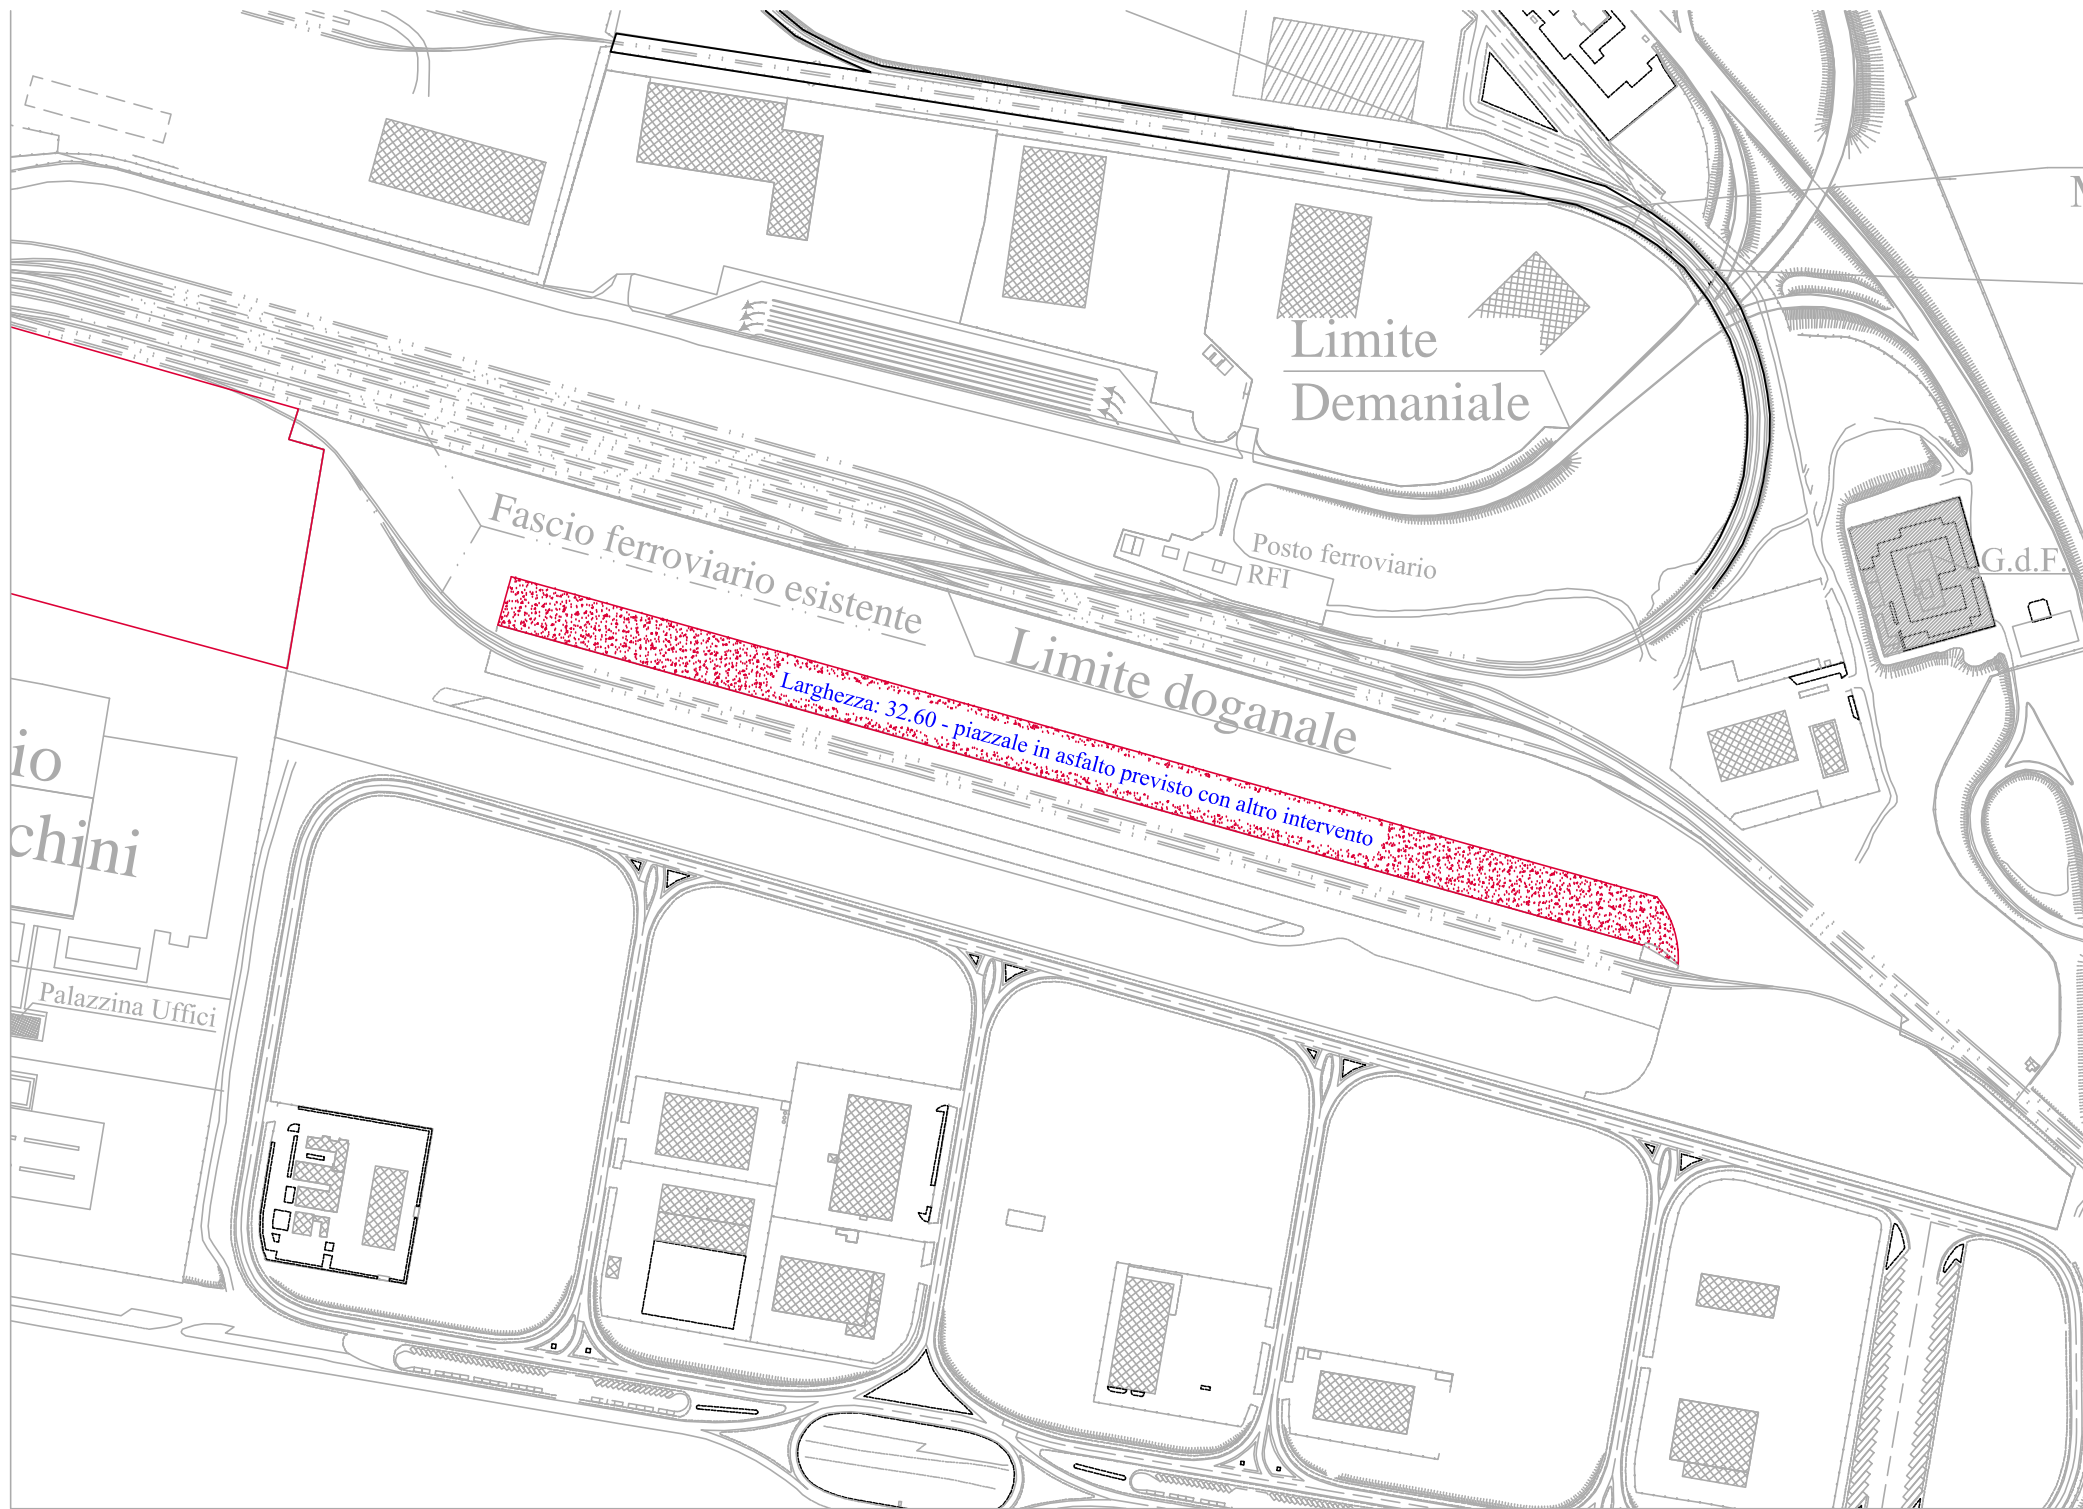 M
Limite
Demaniale
Fascio ferroviario esistente
Posto ferroviario
RFI
G.d.F.
Limite doganale
Larghezza: 32.60 - piazzale in asfalto previsto con altro intervento
io
chini
Palazzina Uffici